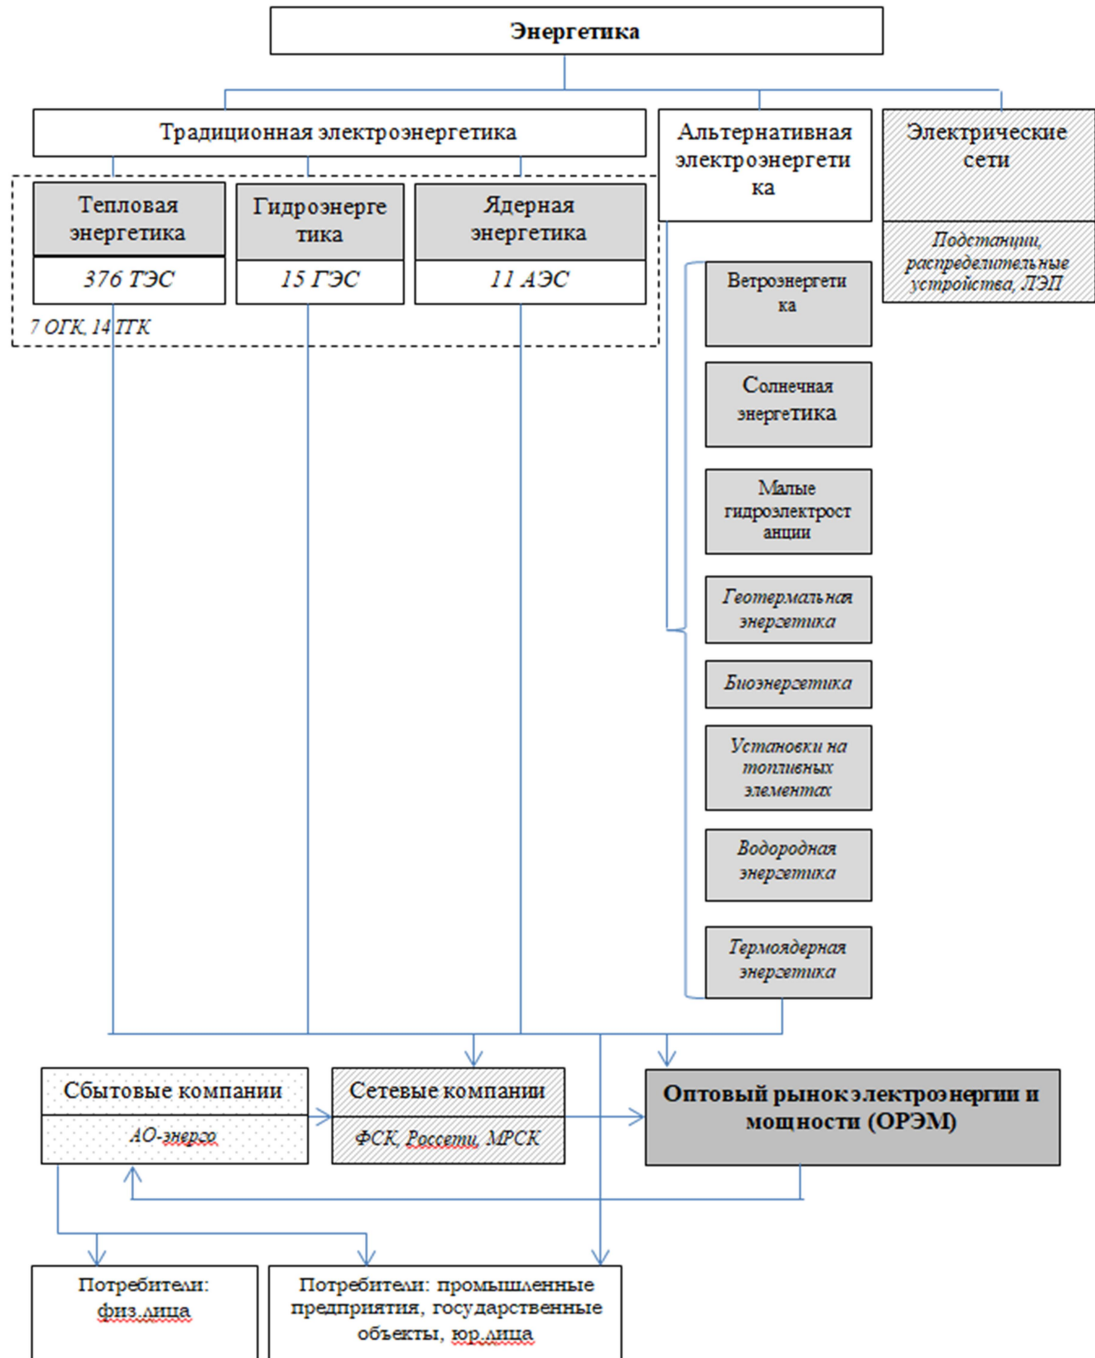 Энергетика
Традиционная электроэнергетика
Альтернативная
электроэнергети
ка
Электрические
сети
Подстанции,
распределительные
устройства, ЛЭП
Тепловая
энергетика
376 ТЭС
Гидроэнерге
тика
15 ГЭС
Ядерная
энергетика
11 АЭС
7 ОГК, 14 ТГК
Ветроэнергети
ка
Солнечная
энергетика
Малые
гидроэлектрост
анции
Геотермальная
энергетика
Биоэнергетика
Установки на
топливных
элементах
Водородная
энергетика
Термоядерная
энергетика
Сбытовые компании
АО-энерго
Сетевые компании
ФСК, Россети, МРСК
Оптовый рынок электроэнергии и
мощности (ОРЭМ)
Потребители:
физ.лица
Потребители: промышленные
предприятия, государственные
объекты, юр.лица